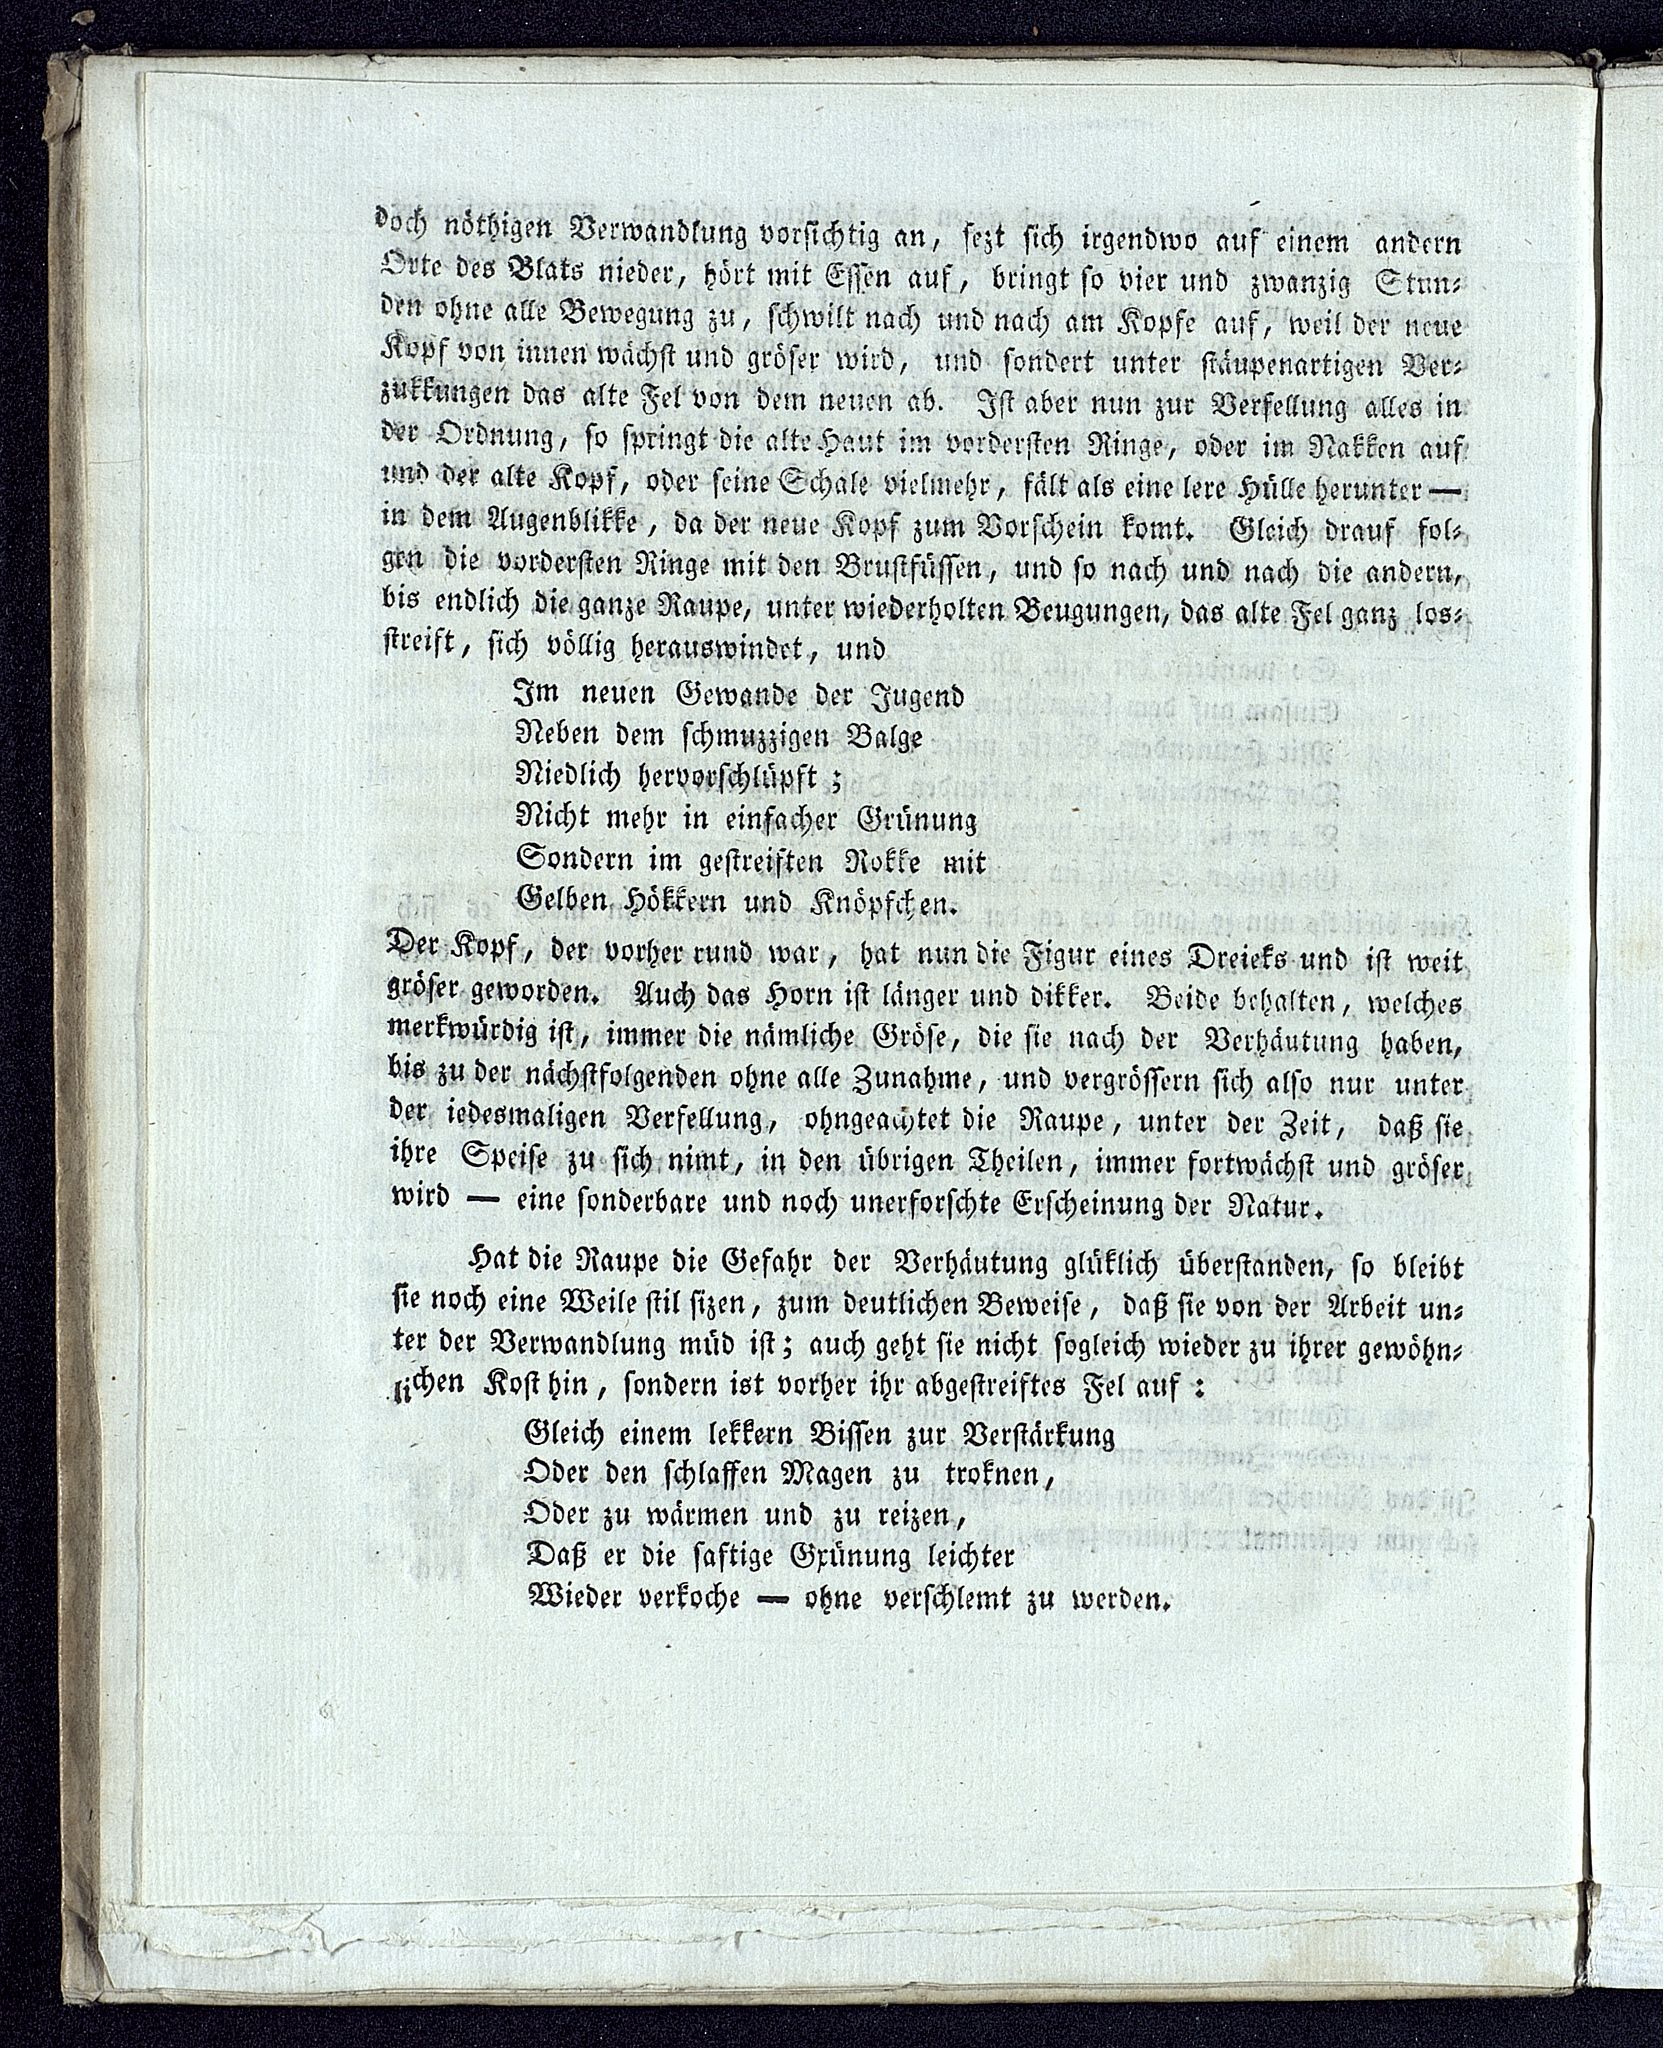 doch nöthigen Verwandlung vorsichtig an, sezt sich irgendwo auf einem andern
Orte des Blats nieder, hört mit Essen auf, bringt so vier und zwanzig Stun-
den ohne alle Bewegung zu, schwilt nach und nach am Kopfe auf, weil der neue
Kopf von innen wächst und gröser wird, und sondert unter stäupenartigen Ver-
zukkungen das alte Fel von dem neuen ab. Ist aber nun zur Verfellung alles in
der Ordnung, so springt die alte Haut im vordersten Ringe, oder im Nakken auf
und der alte Kopf, oder seine Schale vielmehr, fält als eine lere Hülle herunter —
in dem Augenblikke, da der neue Kopf zum Vorschein komt. Gleich drauf fol-
gen die vordersten Ringe mit den Brustfüssen, und so nach und nach die andern,
bis endlich die ganze Raupe, unter wiederholten Beugungen, das alte Fel ganz los-
streift, sich völlig herauswindet, und
Im neuen Gewande der Jugend
Neben dem schmuzzigen Balge
Niedlich hervorschlüpft;
Nicht mehr in einfacher Grünung
Sondern im gestreiften Rokke mit
Gelben Hökkern und Knöpfchen.
Der Kopf, der vorher rund war, hat nun die Figur eines Dreieks und ist weit
gröser geworden. Auch das Horn ist länger und dikker. Beide behalten, welches
merkwürdig ist, immer die nämliche Gröse, die sie nach der Verhäutung haben,
bis zu der nächstfolgenden ohne alle Zunahme, und vergrössern sich also nur unter
der iedesmaligen Verfellung, ohngeachtet die Raupe, unter der Zeit, daß sie
ihre Speise zu sich nimt, in den übrigen Theilen, immer fortwächst und gröser
wird — eine sonderbare und noch unerforschte Erscheinung der Natur.
Hat die Raupe die Gefahr der Verhäutung glüklich überstanden, so bleibt
sie noch eine Weile stil sizen, zum deutlichen Beweise, daß sie von der Arbeit un-
ter der Verwandlung müd ist; auch geht sie nicht sogleich wieder zu ihrer gewöhn-
lichen Kost hin, sondern ist vorher ihr abgestreiftes Fel auf:
Gleich einem lekkern Bissen zur Verstärkung
Oder den schlaffen Magen zu troknen,
Oder zu wärmen und zu reizen,
Daß er die saftige Grünung leichter
Wieder verkoche — ohne verschlemt zu werden.